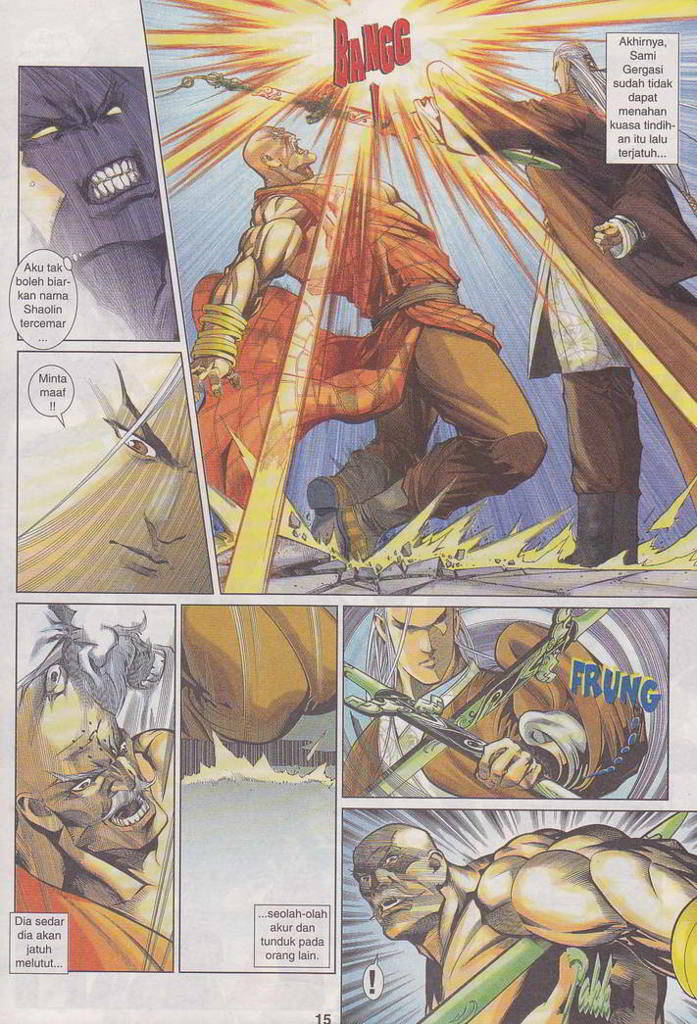 BANGG
!
Akhirnya,
Sami
Gergasi
sudah tidak
dapat
menahan
kuasa tindih-
an itu lalu
terjatuh...
Aku tak
boleh biar-
kan nama
Shaolin
tercemar
...
Minta
maaf
!!
Dia sedar
dia akan
jatuh
melutut...
...seolah-olah
akur dan
tunduk pada
orang lain.
FRUNG
!
15